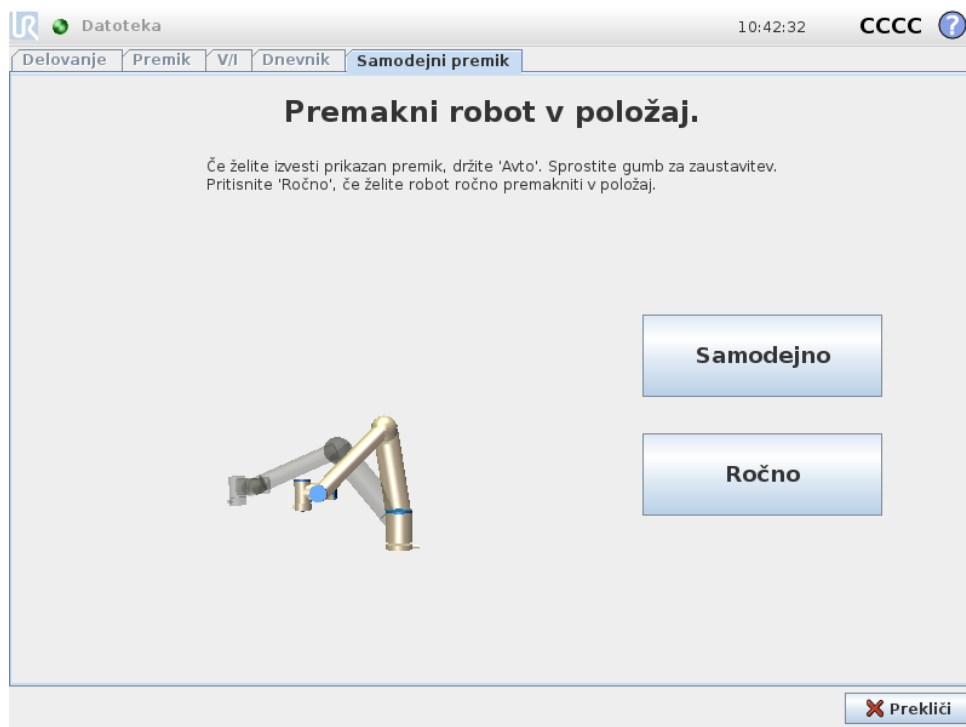 UR Datoteka 10:42:32 CCCC ?
Delovanje Premik V/I Dnevnik Samodejni premik
Premakni robot v položaj.
Če želite izvesti prikazan premik, držite 'Avto'. Sprostite gumb za zaustavitev.
Pritisnite 'Ročno', če želite robot ročno premakniti v položaj.
Samodejno
Ročno
Prekliči